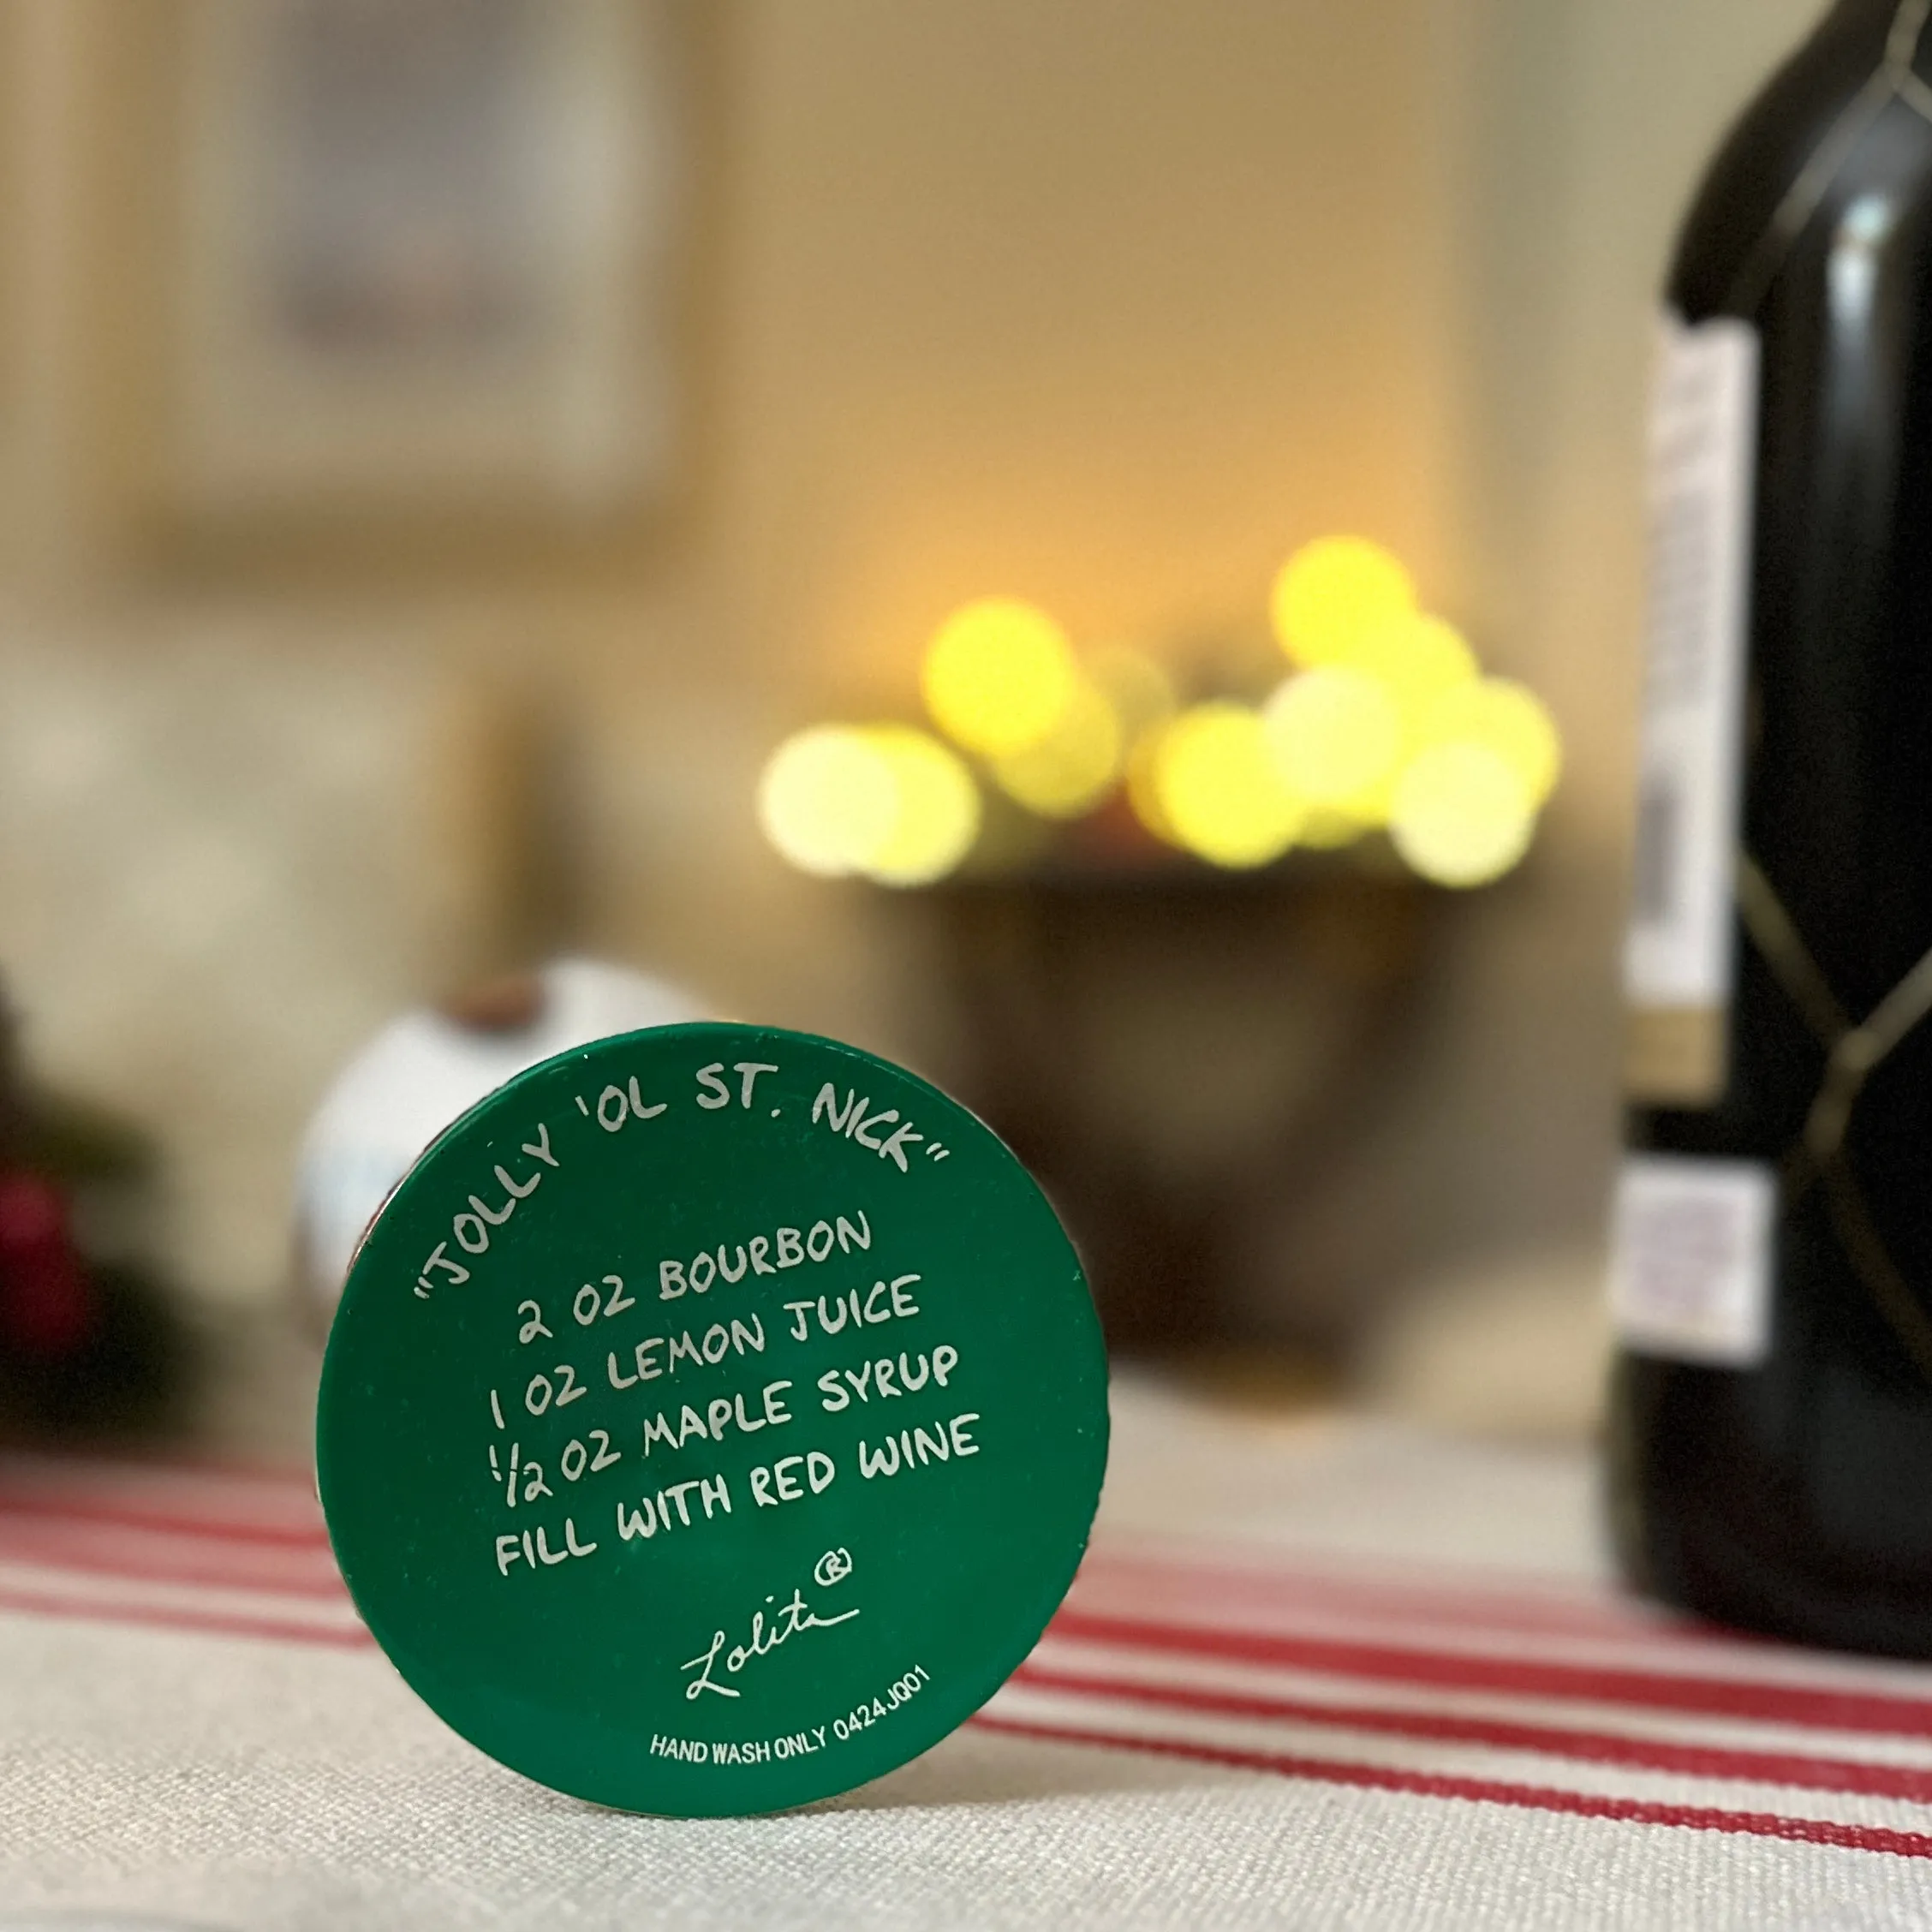 "JOLLY 'OL ST. NICK"
2 OZ BOURBON
1 OZ LEMON JUICE
1/2 OZ MAPLE SYRUP
FILL WITH RED WINE
Lolita®
HAND WASH ONLY 0424JQ01